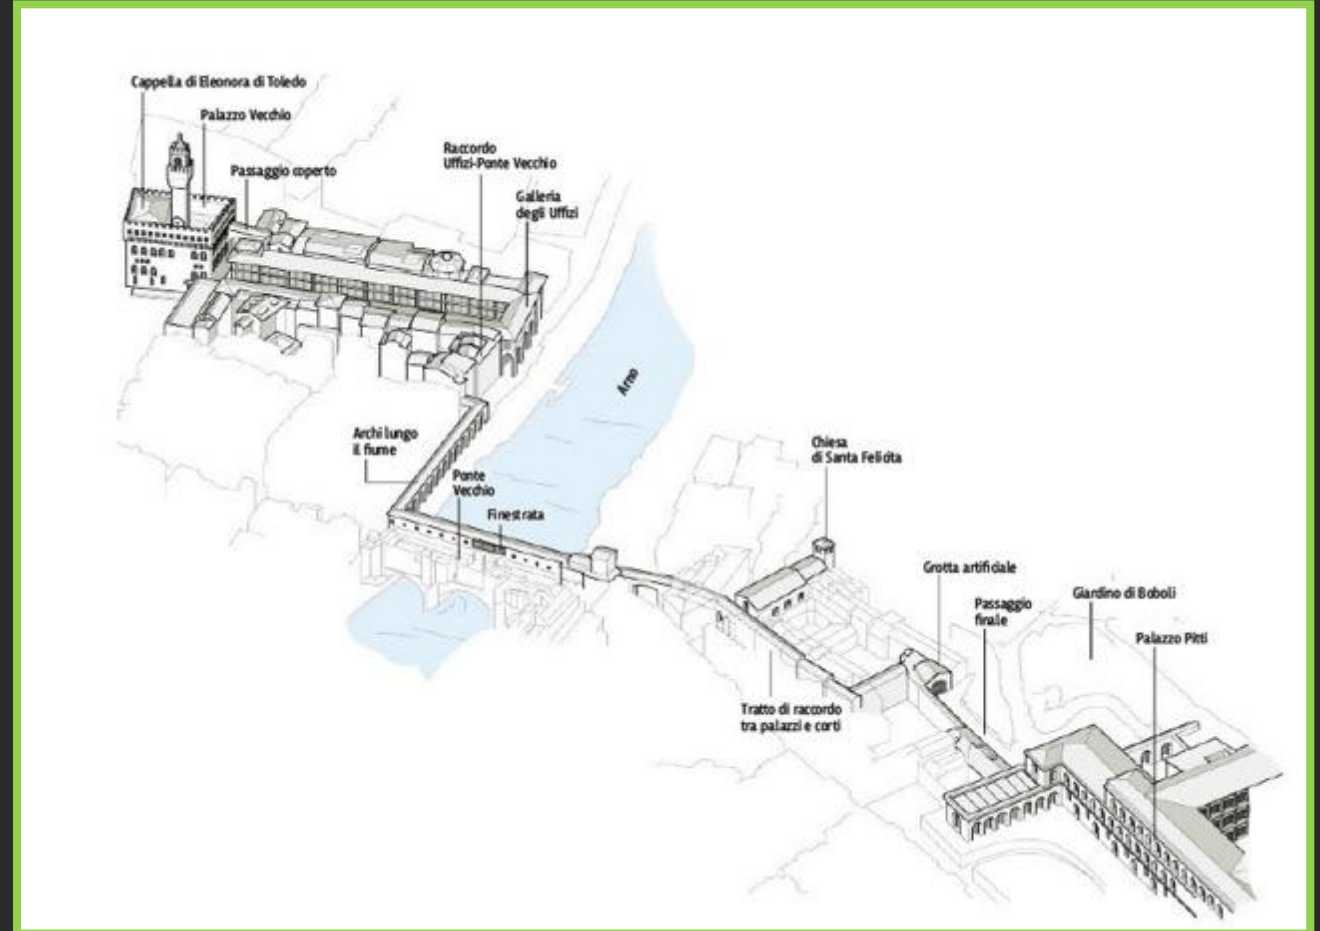 Cappella di Eleonora di Toledo
Palazzo Vecchio
Passaggio coperto
Raccordo
Uffizi-Ponte Vecchio
Galleria
degli Uffizi
Arno
Archi lungo
il fiume
Ponte
Vecchio
Finestrata
Chiesa
di Santa Felicita
Grotta artificiale
Passaggio
finale
Giardino di Boboli
Palazzo Pitti
Tratto di raccordo
tra palazzi e corti